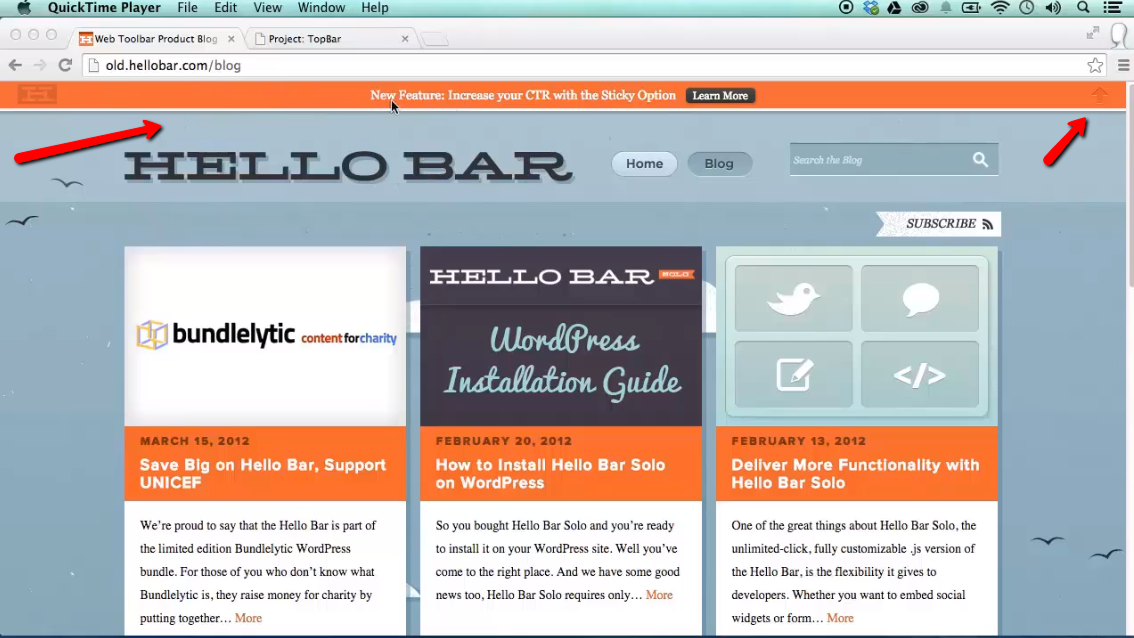 QuickTime Player File Edit View Window Help
Web Toolbar Product Blog
Project: TopBar
old.hellobar.com/blog
H
New Feature: Increase your CTR with the Sticky Option
Learn More
HELLO BAR
Home
Blog
Search the Blog
SUBSCRIBE
bundlelytic content for charity
HELLO BAR SOLO
WordPress
Installation Guide
</>
MARCH 15, 2012
Save Big on Hello Bar, Support
UNICEF
We're proud to say that the Hello Bar is part of
the limited edition Bundlelytic WordPress
bundle. For those of you who don't know what
Bundlelytic is, they raise money for charity by
putting together… More
FEBRUARY 20, 2012
How to Install Hello Bar Solo
on WordPress
So you bought Hello Bar Solo and you're ready
to install it on your WordPress site. Well you've
come to the right place. And we have some good
news too, Hello Bar Solo requires only… More
FEBRUARY 13, 2012
Deliver More Functionality with
Hello Bar Solo
One of the great things about Hello Bar Solo, the
unlimited-click, fully customizable .js version of
the Hello Bar, is the flexibility it gives to
developers. Whether you want to embed social
widgets or form… More